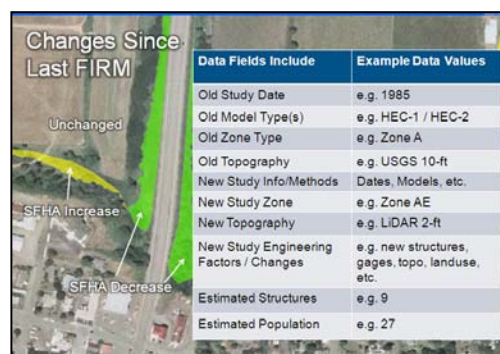 Changes Since
Last FIRM
Unchanged
SFHA Increase
SFHA Decrease
Data Fields Include Example Data Values
Old Study Date e.g. 1985
Old Model Type(s) e.g. HEC-1 / HEC-2
Old Zone Type e.g. Zone A
Old Topography e.g. USGS 10-ft
New Study Info/Methods Dates, Models, etc.
New Study Zone e.g. Zone AE
New Topography e.g. LiDAR 2-ft
New Study Engineering e.g. new structures,
Factors / Changes gages, topo, landuse,
etc.
Estimated Structures e.g. 9
Estimated Population e.g. 27